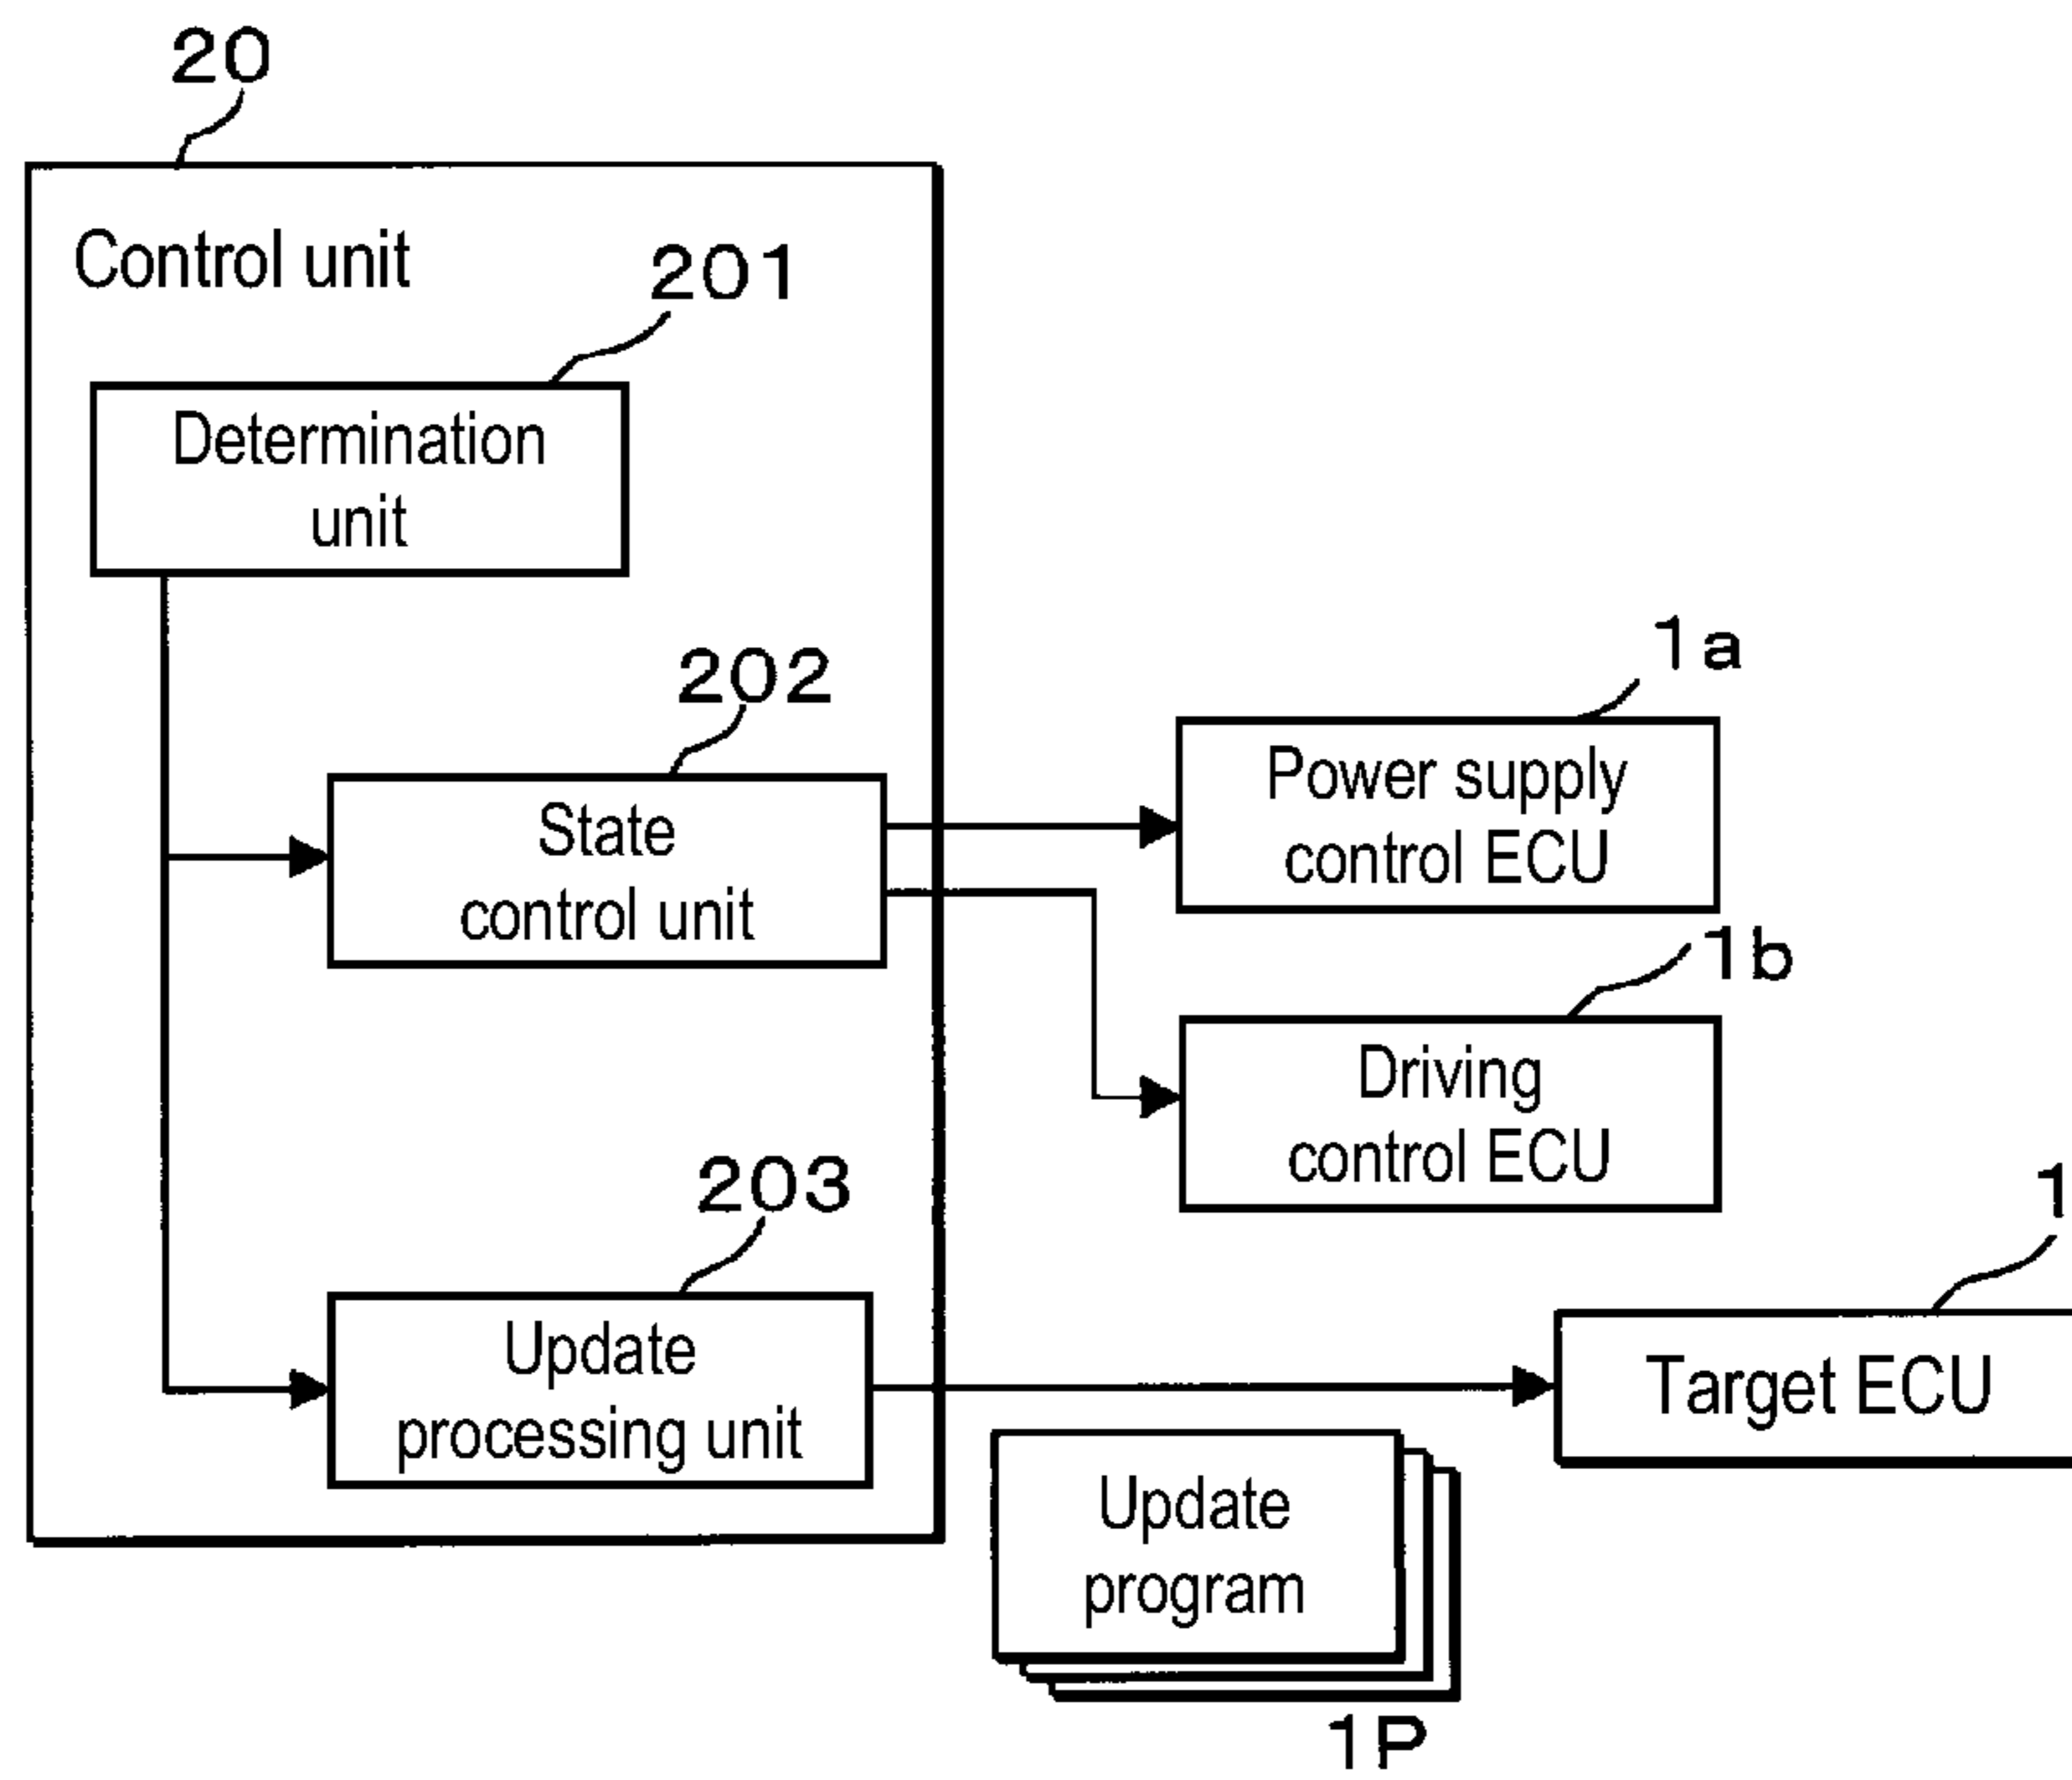 20
Control unit
201
Determination
unit
202
State
control unit
1a
Power supply
control ECU
1b
Driving
control ECU
203
Update
processing unit
1
Target ECU
Update
program
1P